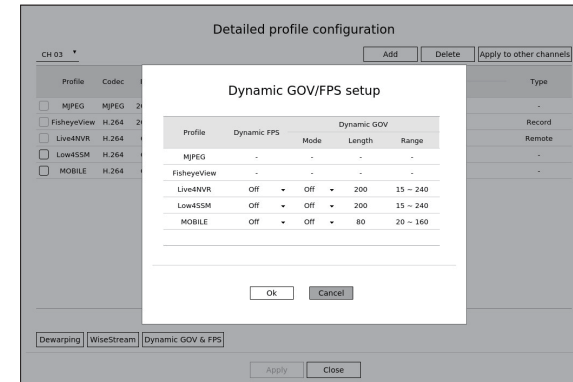 Detailed profile configuration
CH 03 Add Delete Apply to other channels
Profile Codec Type
MJPEG MJPEG -
FisheyeView H.264 Record
Live4NVR H.264 Remote
Low4SSM H.264 -
MOBILE H.264 -
Dynamic GOV/FPS setup
Profile Dynamic FPS Dynamic GOV
Mode Length Range
MJPEG - - - -
FisheyeView - - - -
Live4NVR Off Off 200 15 ~ 240
Low4SSM Off Off 200 15 ~ 240
MOBILE Off Off 80 20 ~ 160
Ok Cancel
Dewarping WiseStream Dynamic GOV & FPS
Apply Close